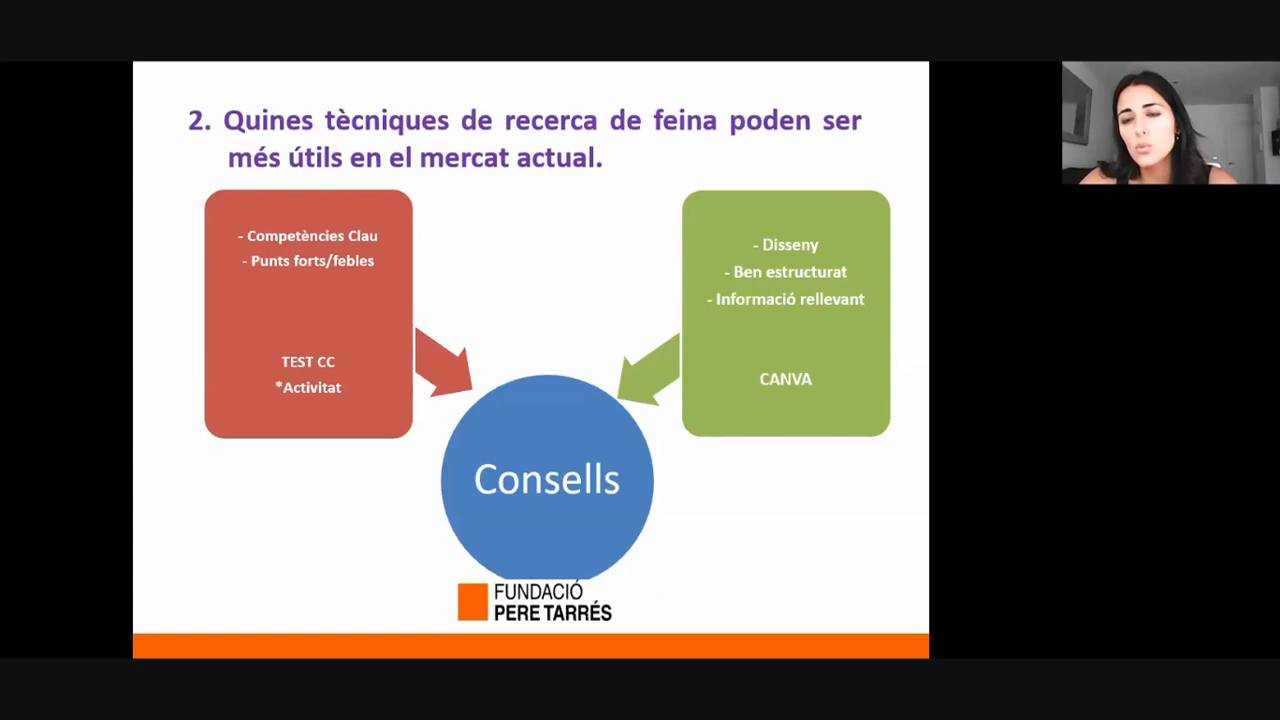 2. Quines tècniques de recerca de feina poden ser
més útils en el mercat actual.
- Competències Clau
- Punts forts/febles
TEST CC
*Activitat
- Disseny
- Ben estructurat
- Informació rellevant
CANVA
Consells
FUNDACIÓ
PERE TARRÉS